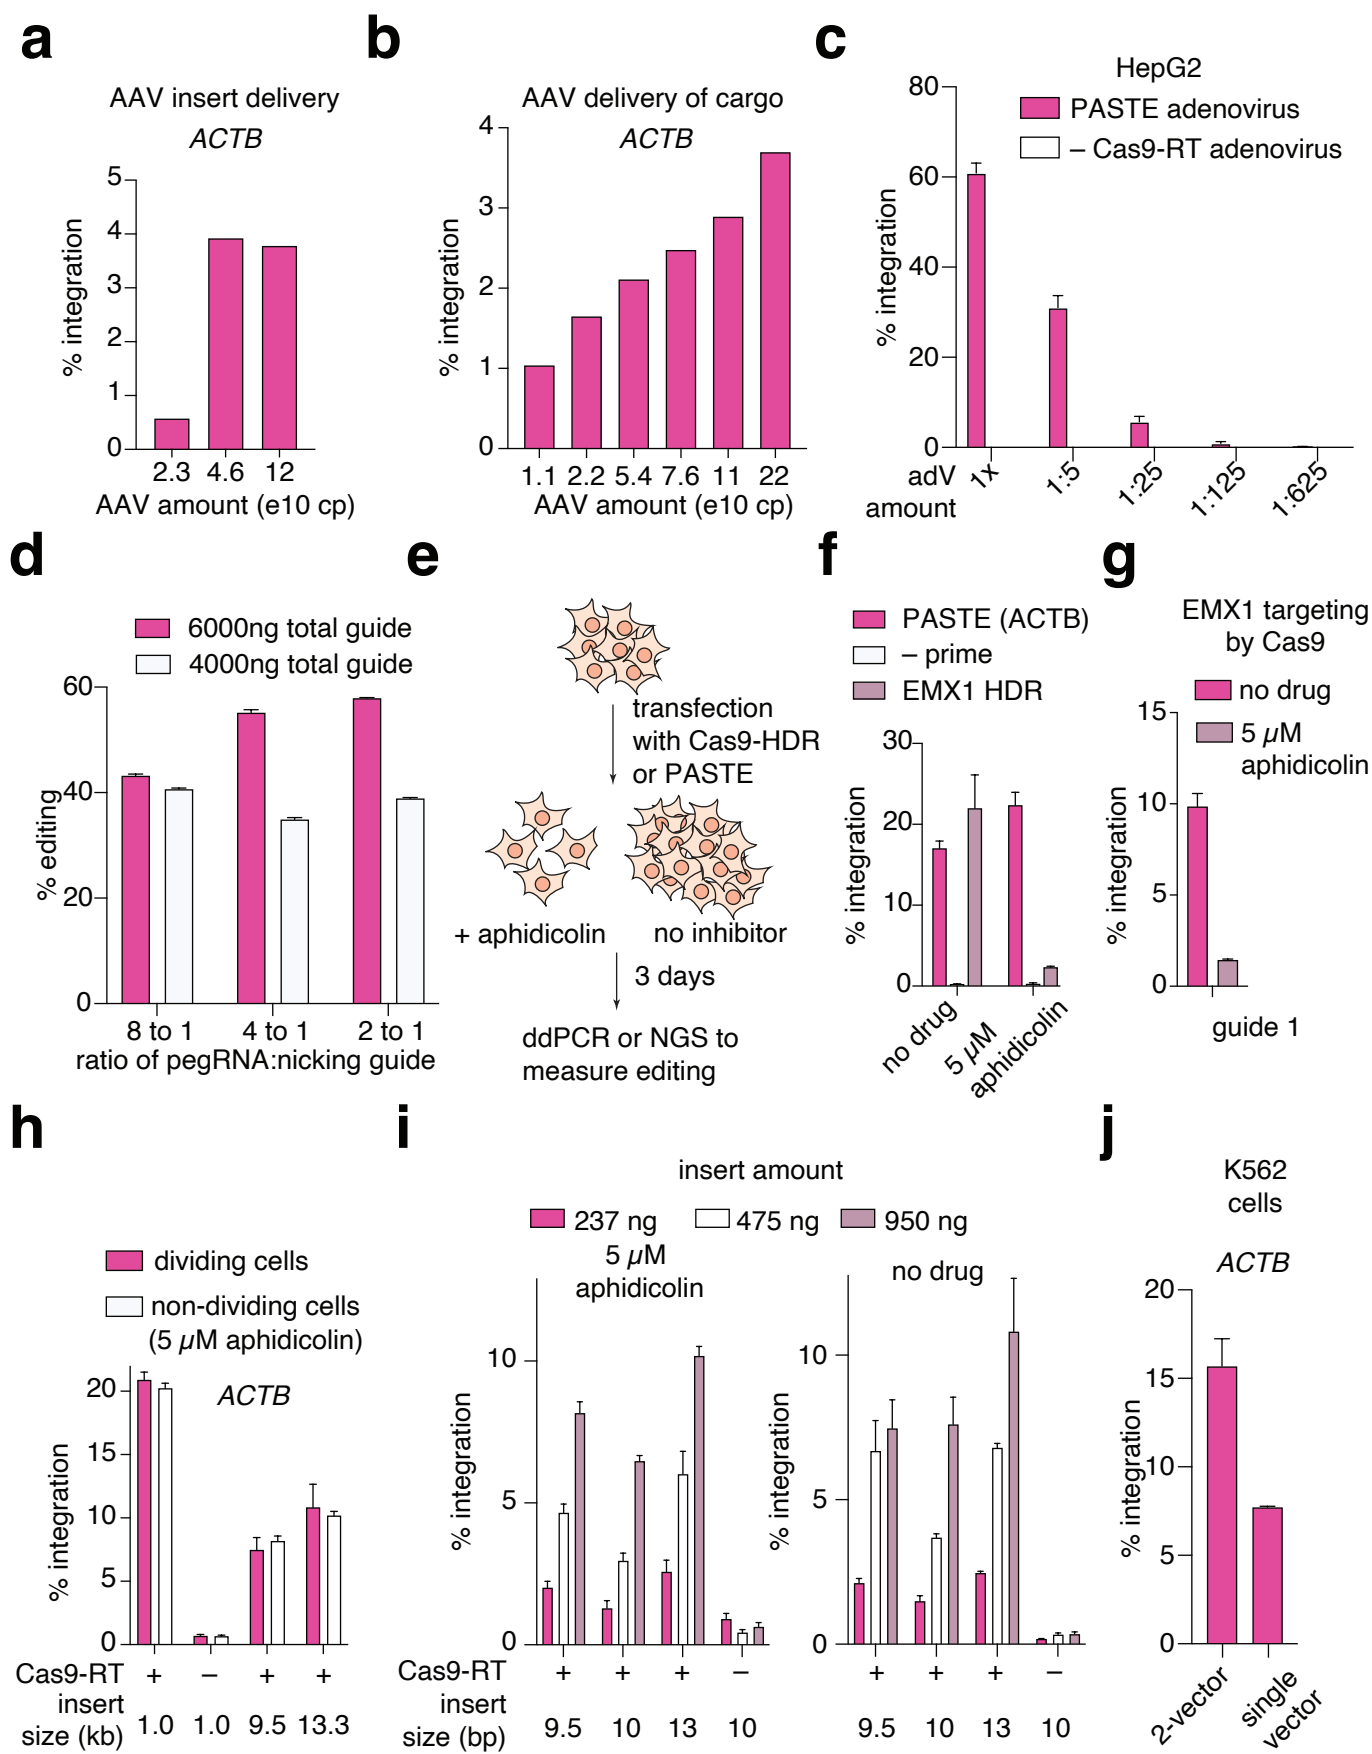 a
AAV insert delivery
ACTB
% integration
5
4
3
2
1
0
2.3 4.6 12
AAV amount (e10 cp)
b
AAV delivery of cargo
ACTB
% integration
4
3
2
1
0
1.1 2.2 5.4 7.6 11 22
AAV amount (e10 cp)
c
HepG2
PASTE adenovirus
– Cas9-RT adenovirus
% integration
80
60
40
20
0
adV
amount
1x 1:5 1:25 1:125 1:625
d
6000ng total guide
4000ng total guide
% editing
60
40
20
0
8 to 1 4 to 1 2 to 1
ratio of pegRNA:nicking guide
e
transfection
with Cas9-HDR
or PASTE
+ aphidicolin no inhibitor
3 days
ddPCR or NGS to
measure editing
f
PASTE (ACTB)
– prime
EMX1 HDR
% integration
30
20
10
0
no drug
5 µM
aphidicolin
g
EMX1 targeting
by Cas9
no drug
5 µM
aphidicolin
% integration
15
10
5
0
guide 1
h
dividing cells
non-dividing cells
(5 µM aphidicolin)
ACTB
% integration
20
15
10
5
0
Cas9-RT + – + +
insert
size (kb) 1.0 1.0 9.5 13.3
i
insert amount
237 ng 475 ng 950 ng
5 µM
aphidicolin
% integration
10
5
0
Cas9-RT + + + –
insert
size (bp) 9.5 10 13 10
no drug
% integration
10
5
0
+ + + –
9.5 10 13 10
j
K562
cells
ACTB
% integration
20
15
10
5
0
2-vector
single
vector